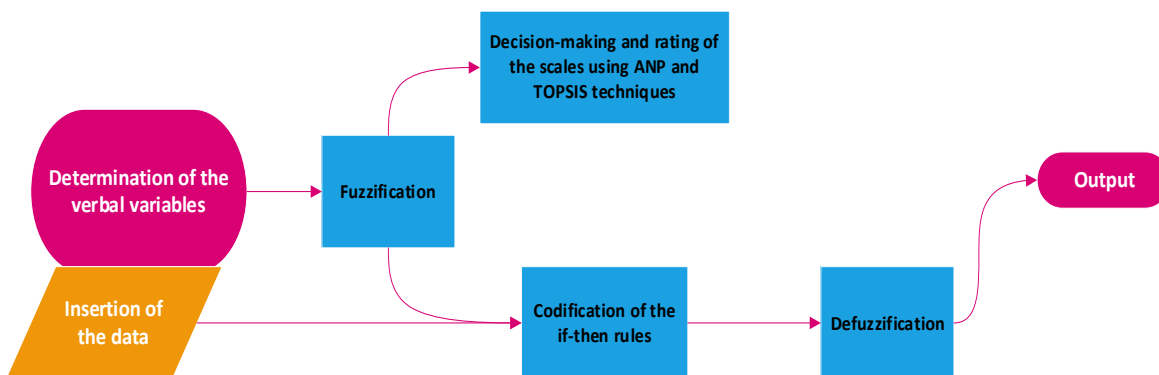 Decision-making and rating of
the scales using ANP and
TOPSIS techniques
Determination of the
verbal variables
Fuzzification
Output
Insertion of
the data
Codification of the
if-then rules
Defuzzification